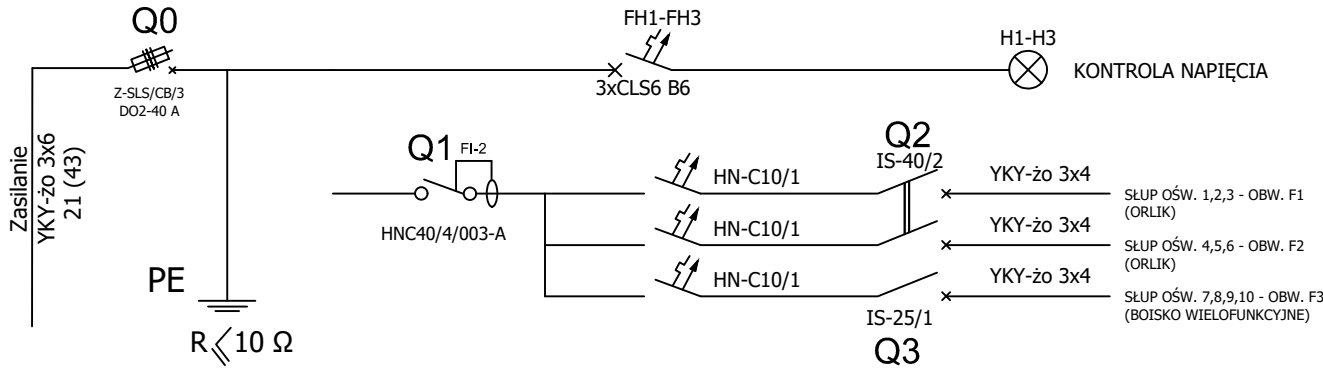 Q0
Z-SLS/CB/3
DO2-40 A
FH1-FH3
3xCLS6 B6
H1-H3
KONTROLA NAPIĘCIA
Zasilanie
YKY-żo 3x6
21 (43)
PE
R⩽10 Ω
Q1
FI-2
HNC40/4/003-A
HN-C10/1
HN-C10/1
HN-C10/1
Q2
IS-40/2
IS-25/1
Q3
YKY-żo 3x4
SŁUP OŚW. 1,2,3 - OBW. F1
(ORLIK)
YKY-żo 3x4
SŁUP OŚW. 4,5,6 - OBW. F2
(ORLIK)
YKY-żo 3x4
SŁUP OŚW. 7,8,9,10 - OBW. F3
(BOISKO WIELOFUNKCYJNE)